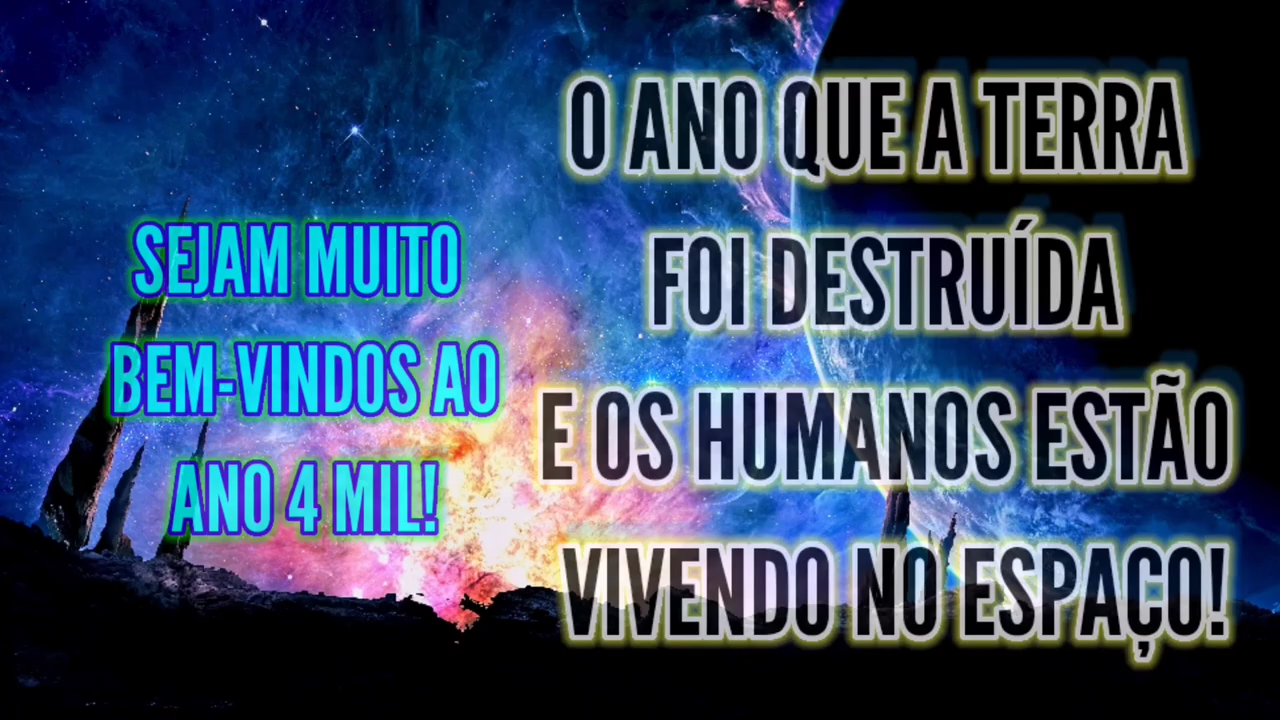 SEJAM MUITO
BEM-VINDOS AO
ANO 4 MIL!
O ANO QUE A TERRA
FOI DESTRUÍDA
E OS HUMANOS ESTÃO
VIVENDO NO ESPAÇO!